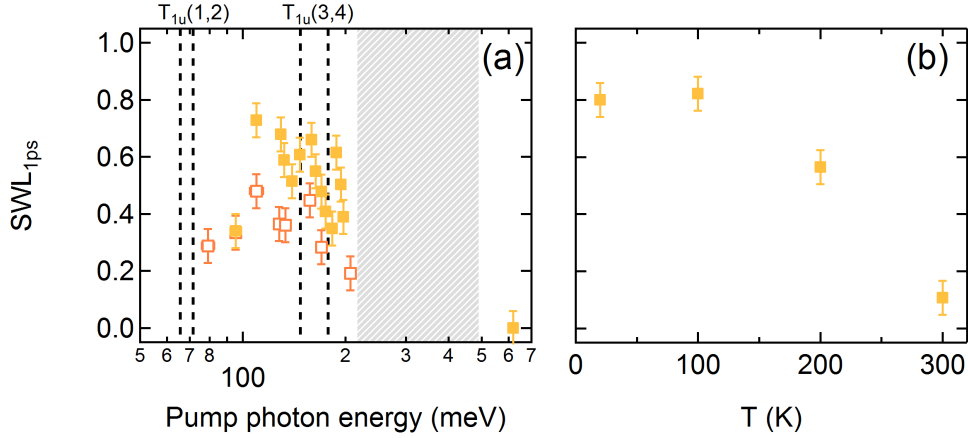 T1u(1,2) T1u(3,4)
(a) (b)
SWL1ps
1.0
0.8
0.6
0.4
0.2
0.0
5 6 7 8 100 2 3 4 5 6 7
0 100 200 300
Pump photon energy (meV) T (K)